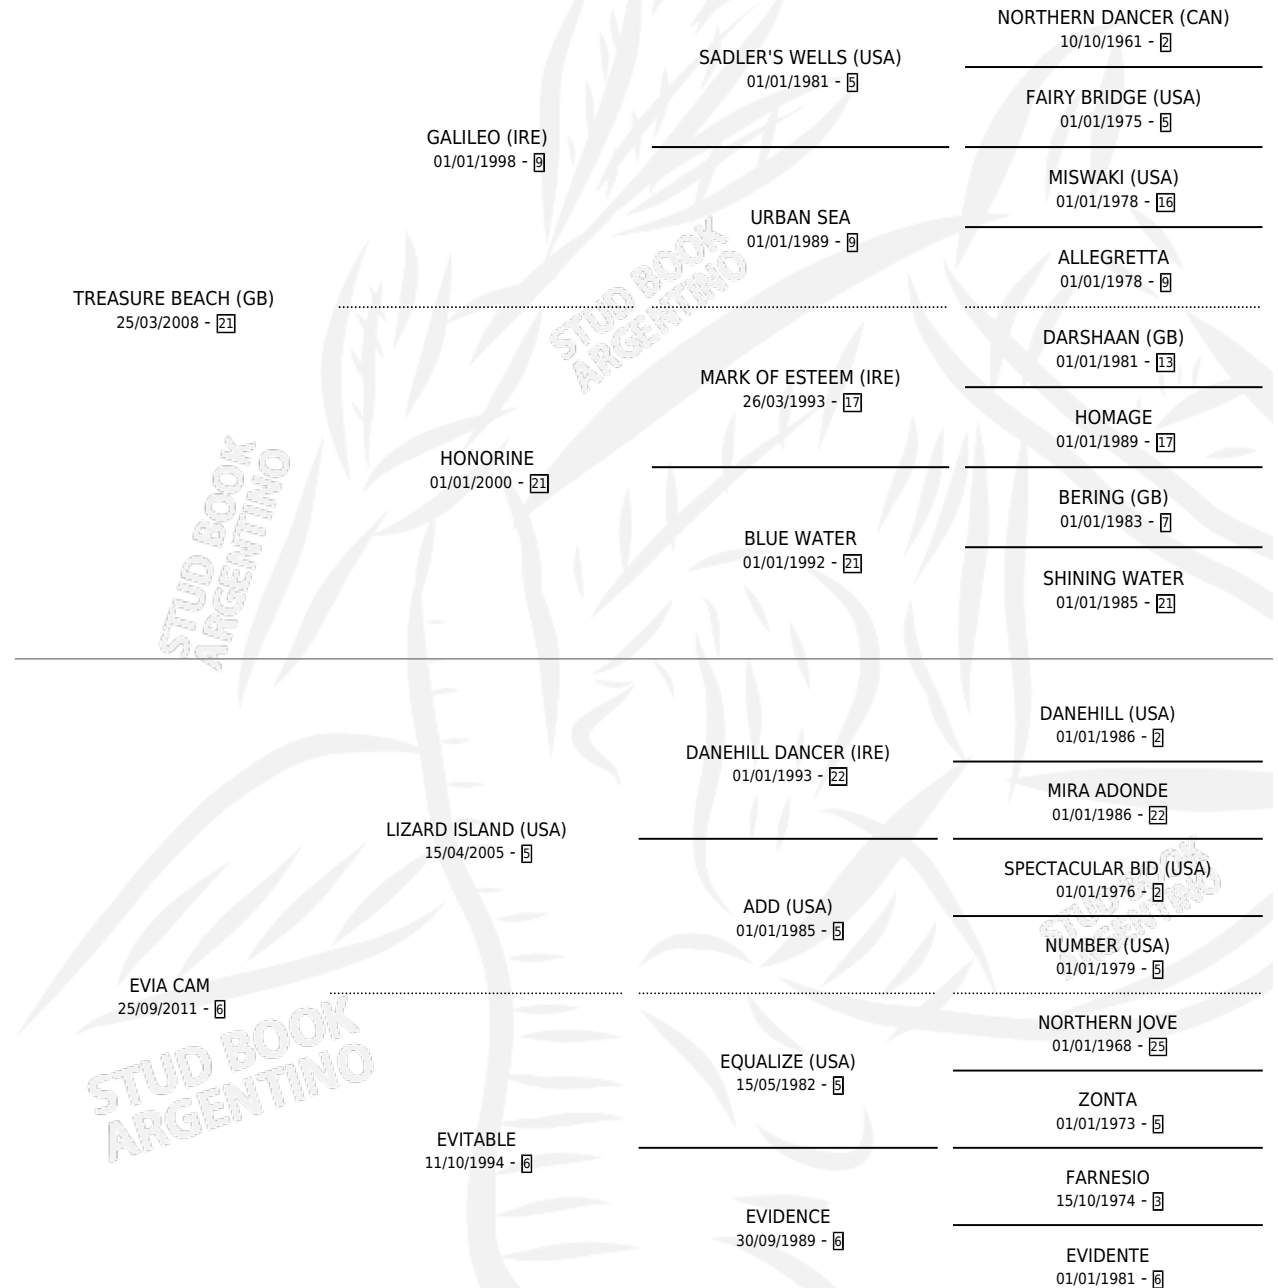 NORTHERN DANCER (CAN)
10/10/1961 - 2
SADLER'S WELLS (USA)
01/01/1981 - 5
FAIRY BRIDGE (USA)
01/01/1975 - 5
GALILEO (IRE)
01/01/1998 - 9
MISWAKI (USA)
01/01/1978 - 16
URBAN SEA
01/01/1989 - 9
ALLEGRETTA
01/01/1978 - 9
TREASURE BEACH (GB)
25/03/2008 - 21
DARSHAAN (GB)
01/01/1981 - 13
MARK OF ESTEEM (IRE)
26/03/1993 - 17
HOMAGE
01/01/1989 - 17
HONORINE
01/01/2000 - 21
BERING (GB)
01/01/1983 - 7
BLUE WATER
01/01/1992 - 21
SHINING WATER
01/01/1985 - 21
STUD BOOK
ARGENTINO
STUD BOOK
ARGENTINO
DANEHILL (USA)
01/01/1986 - 2
DANEHILL DANCER (IRE)
01/01/1993 - 22
MIRA ADONDE
01/01/1986 - 22
LIZARD ISLAND (USA)
15/04/2005 - 5
SPECTACULAR BID (USA)
01/01/1976 - 2
ADD (USA)
01/01/1985 - 5
NUMBER (USA)
01/01/1979 - 5
EVIA CAM
25/09/2011 - 6
NORTHERN JOVE
01/01/1968 - 25
EQUALIZE (USA)
15/05/1982 - 5
ZONTA
01/01/1973 - 5
EVITABLE
11/10/1994 - 6
FARNESIO
15/10/1974 - 3
EVIDENCE
30/09/1989 - 6
EVIDENTE
01/01/1981 - 6
STUD BOOK
ARGENTINO
STUD BOOK
ARGENTINO